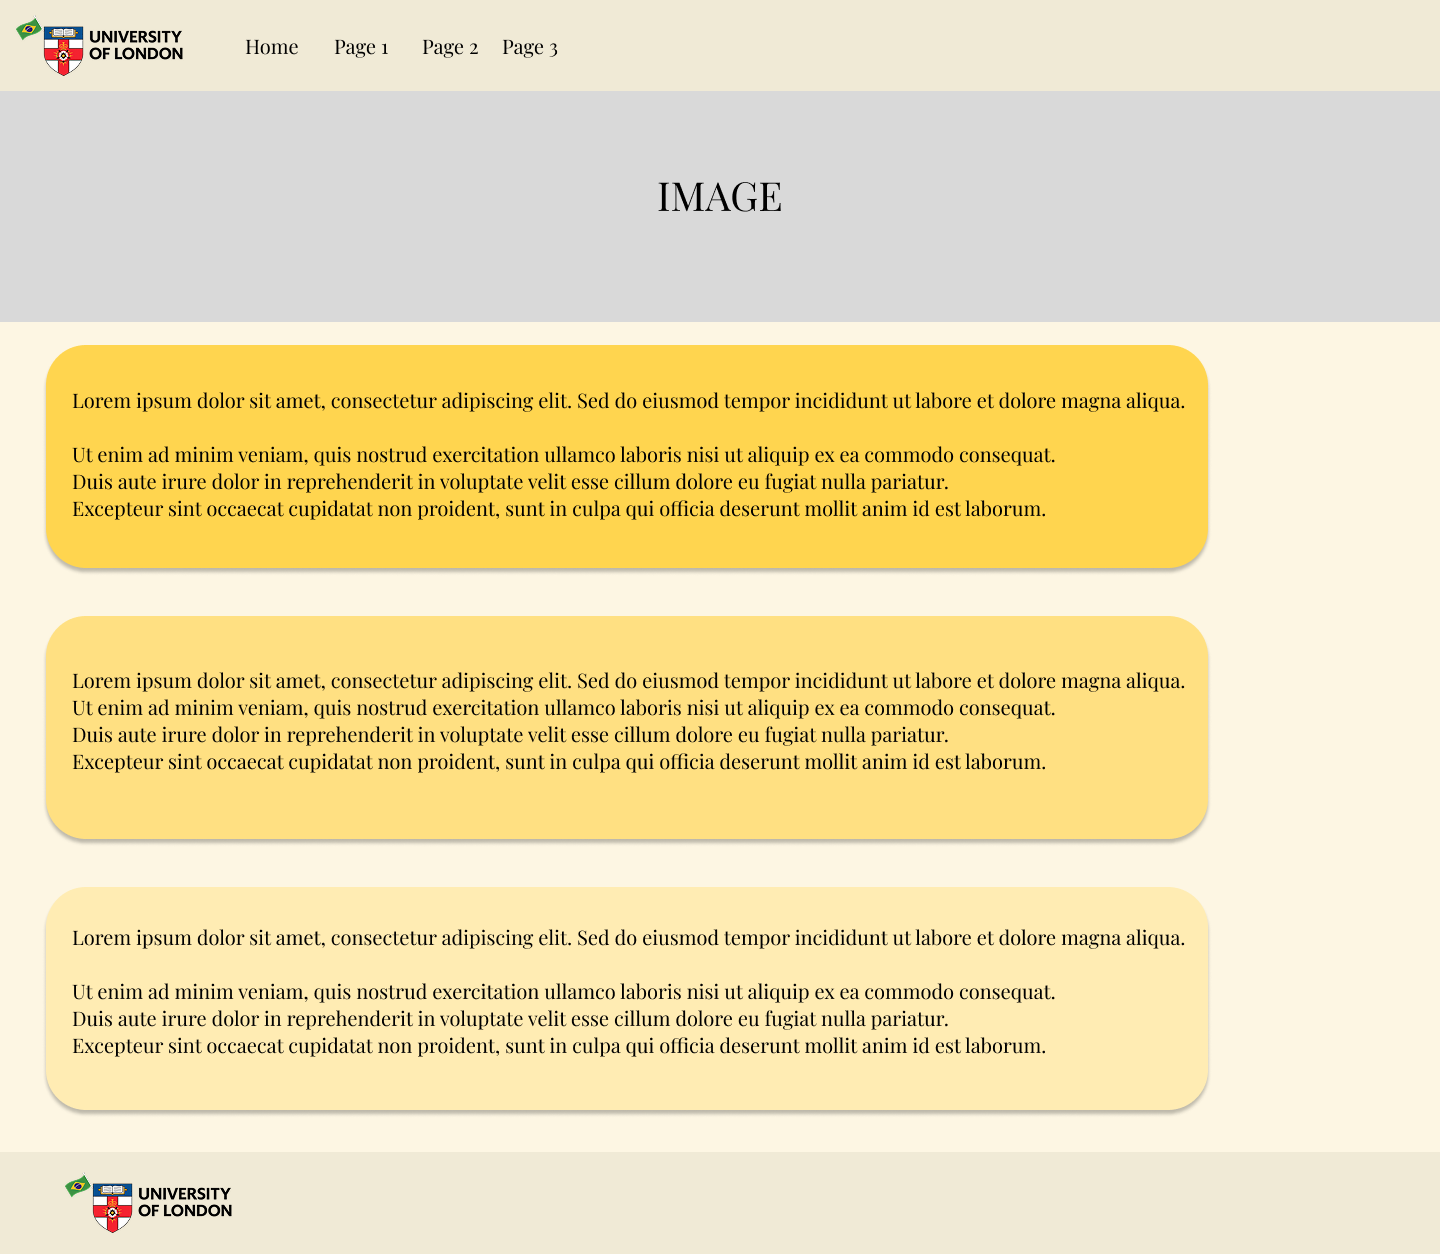 UNIVERSITY
OF LONDON
Home Page 1 Page 2 Page 3
IMAGE
Lorem ipsum dolor sit amet, consectetur adipiscing elit. Sed do eiusmod tempor incididunt ut labore et dolore magna aliqua.
Ut enim ad minim veniam, quis nostrud exercitation ullamco laboris nisi ut aliquip ex ea commodo consequat.
Duis aute irure dolor in reprehenderit in voluptate velit esse cillum dolore eu fugiat nulla pariatur.
Excepteur sint occaecat cupidatat non proident, sunt in culpa qui officia deserunt mollit anim id est laborum.
Lorem ipsum dolor sit amet, consectetur adipiscing elit. Sed do eiusmod tempor incididunt ut labore et dolore magna aliqua.
Ut enim ad minim veniam, quis nostrud exercitation ullamco laboris nisi ut aliquip ex ea commodo consequat.
Duis aute irure dolor in reprehenderit in voluptate velit esse cillum dolore eu fugiat nulla pariatur.
Excepteur sint occaecat cupidatat non proident, sunt in culpa qui officia deserunt mollit anim id est laborum.
Lorem ipsum dolor sit amet, consectetur adipiscing elit. Sed do eiusmod tempor incididunt ut labore et dolore magna aliqua.
Ut enim ad minim veniam, quis nostrud exercitation ullamco laboris nisi ut aliquip ex ea commodo consequat.
Duis aute irure dolor in reprehenderit in voluptate velit esse cillum dolore eu fugiat nulla pariatur.
Excepteur sint occaecat cupidatat non proident, sunt in culpa qui officia deserunt mollit anim id est laborum.
UNIVERSITY
OF LONDON